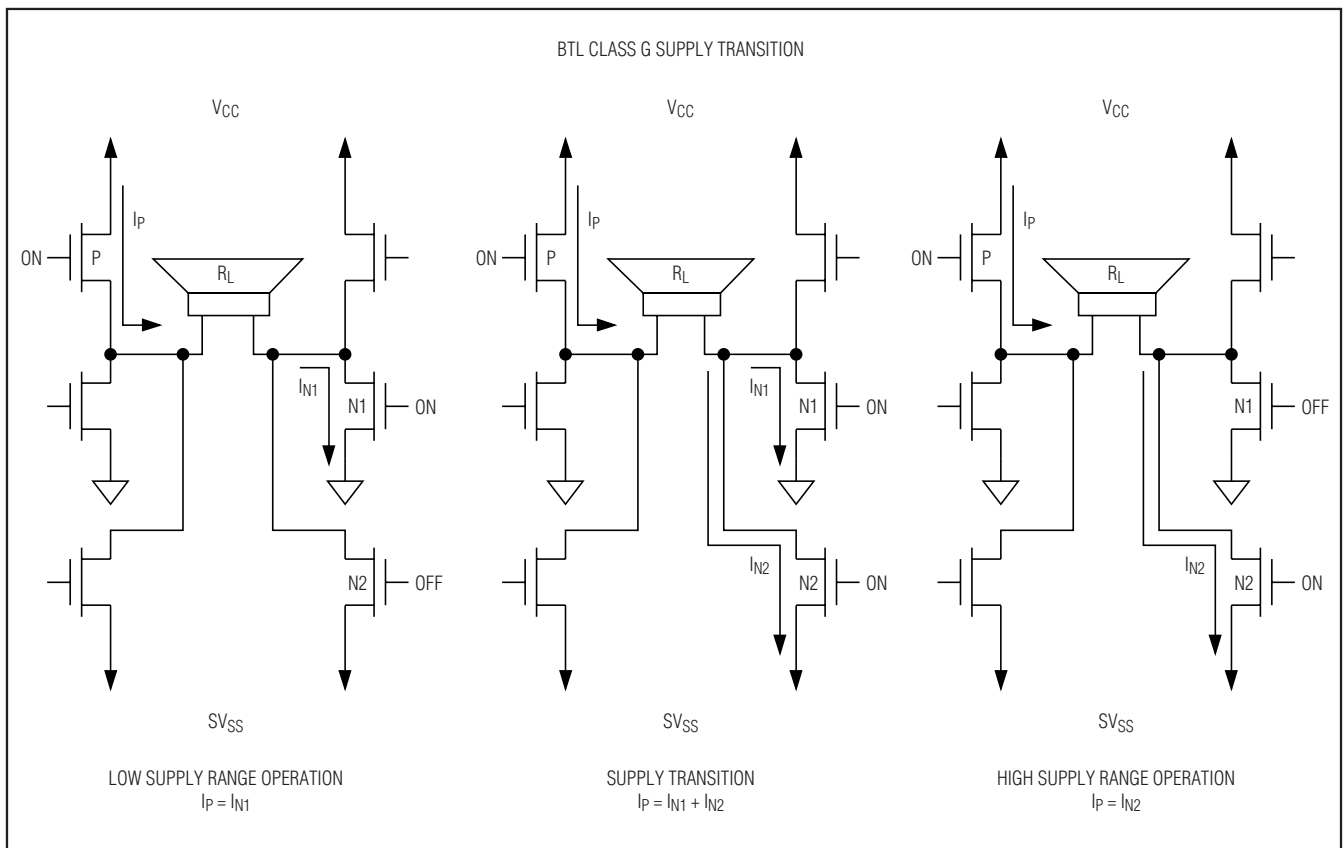 BTL CLASS G SUPPLY TRANSITION
VCC
IP
ON
P
RL
IN1
N1
ON
N2
OFF
SVSS
LOW SUPPLY RANGE OPERATION
IP = IN1
VCC
IP
ON
P
RL
IN1
N1
ON
IN2
N2
ON
SVSS
SUPPLY TRANSITION
IP = IN1 + IN2
VCC
IP
ON
P
RL
N1
OFF
IN2
N2
ON
SVSS
HIGH SUPPLY RANGE OPERATION
IP = IN2